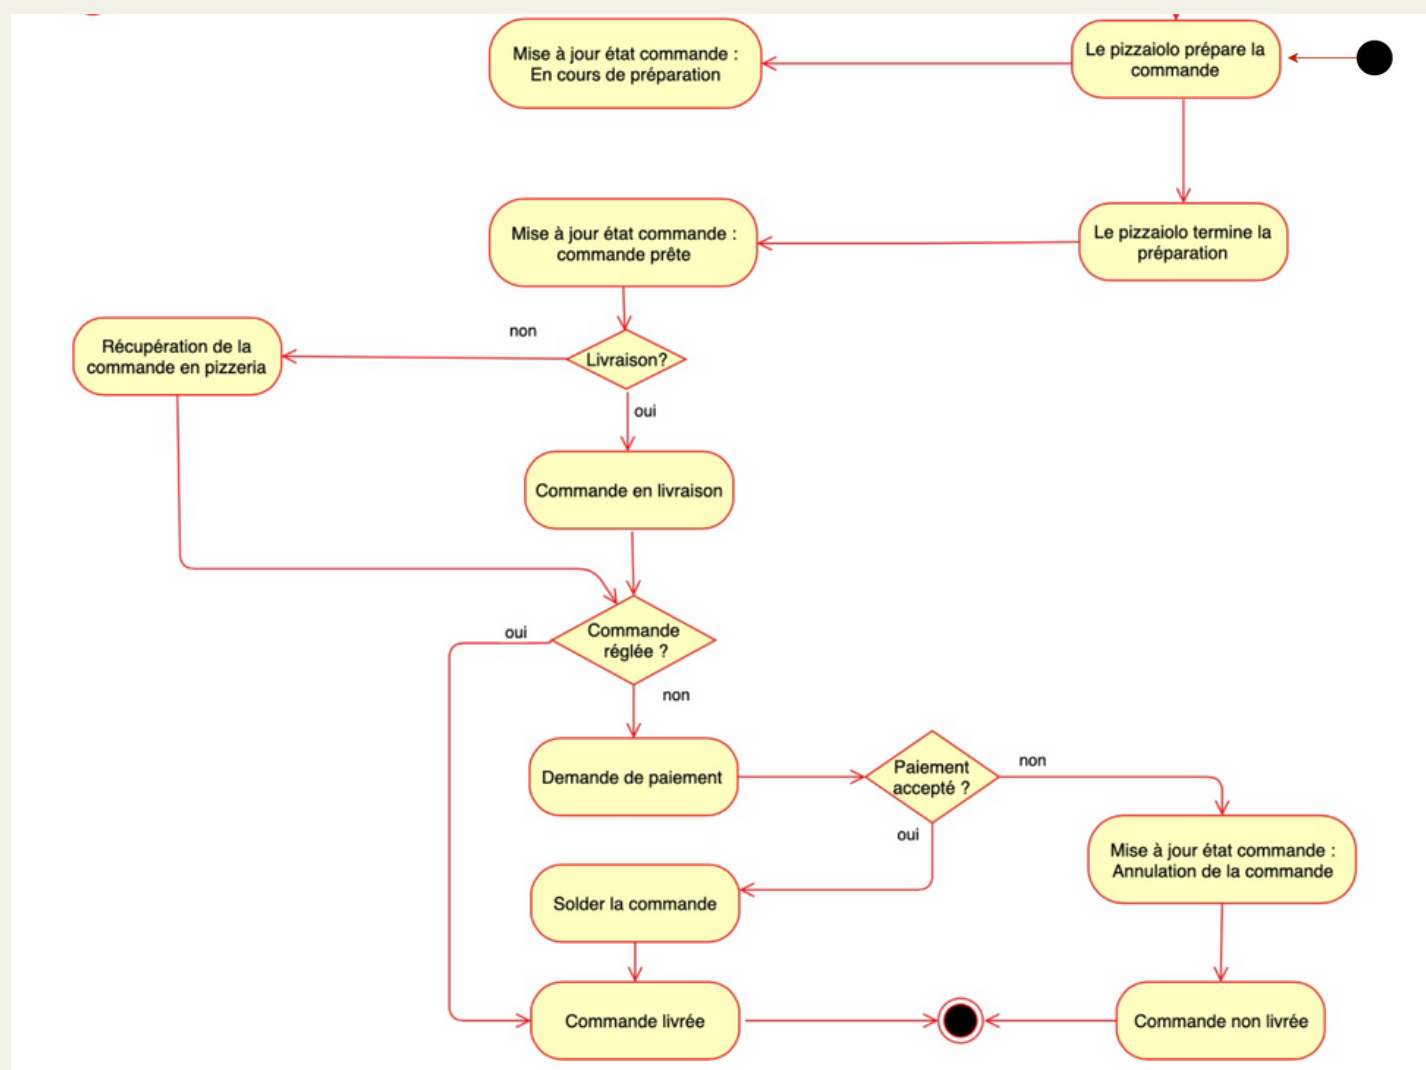 Mise à jour état commande :
En cours de préparation
Le pizzaiolo prépare la
commande
Mise à jour état commande :
commande prête
Le pizzaiolo termine la
préparation
Récupération de la
commande en pizzeria
non
Livraison?
oui
Commande en livraison
oui
Commande
réglée ?
non
Demande de paiement
Paiement
accepté ?
non
oui
Mise à jour état commande :
Annulation de la commande
Solder la commande
Commande livrée
Commande non livrée